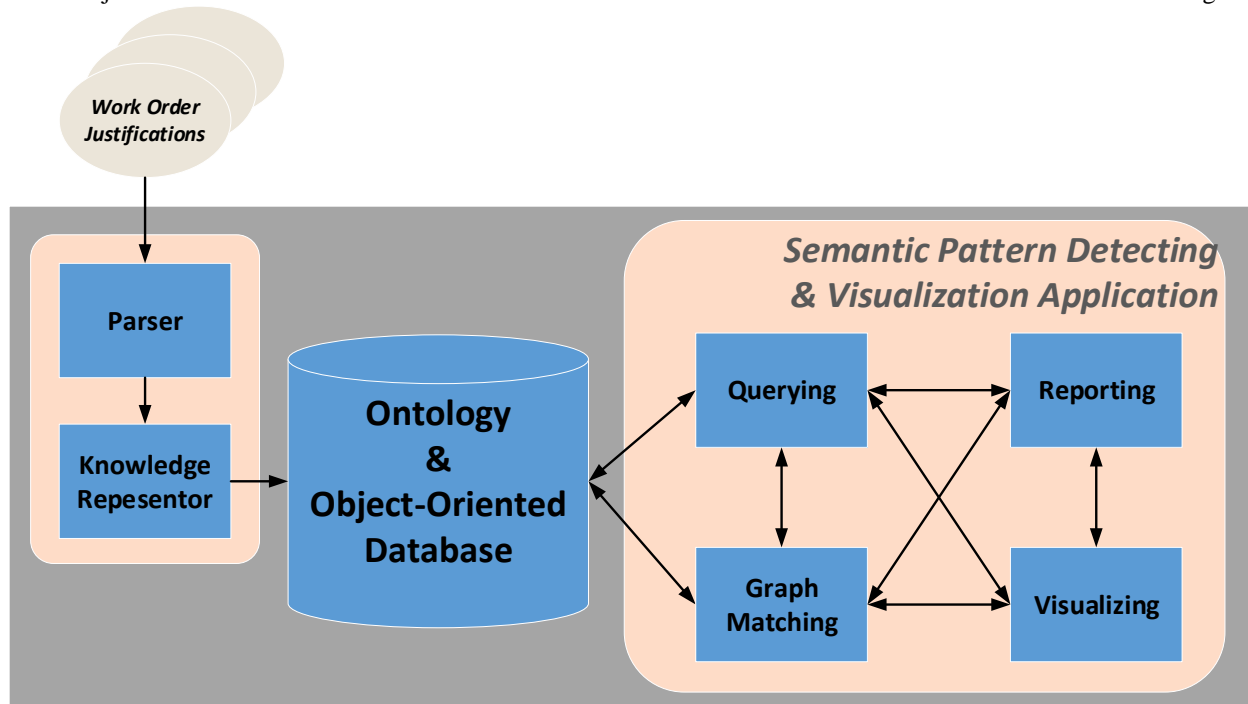 Work Order
Justifications
Semantic Pattern Detecting
& Visualization Application
Parser
Querying
Reporting
Ontology
&
Object-Oriented
Database
Knowledge
Repesentor
Graph
Matching
Visualizing